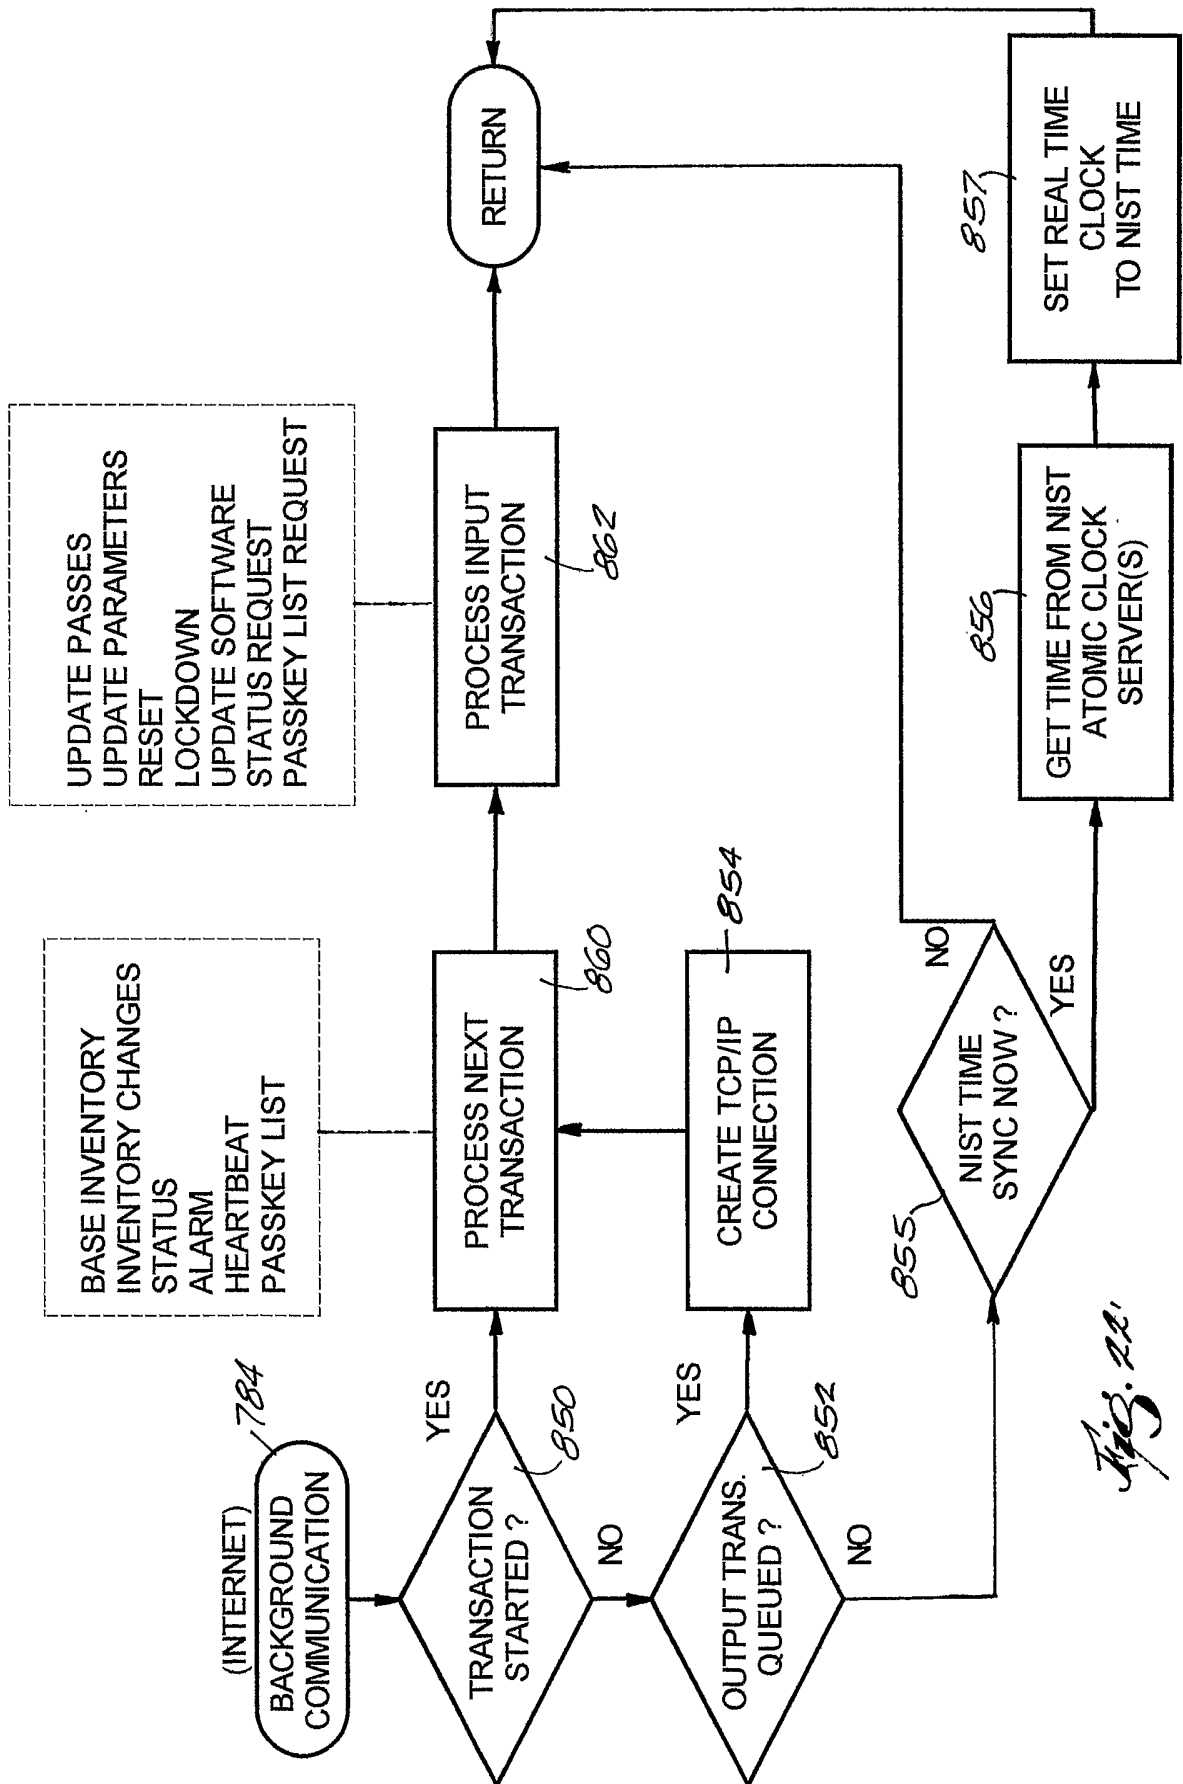 (INTERNET)
BACKGROUND
COMMUNICATION
784
TRANSACTION
STARTED ?
850
YES
NO
BASE INVENTORY
INVENTORY CHANGES
STATUS
ALARM
HEARTBEAT
PASSKEY LIST
PROCESS NEXT
TRANSACTION
860
UPDATE PASSES
UPDATE PARAMETERS
RESET
LOCKDOWN
UPDATE SOFTWARE
STATUS REQUEST
PASSKEY LIST REQUEST
PROCESS INPUT
TRANSACTION
862
RETURN
OUTPUT TRANS.
QUEUED ?
852
YES
NO
CREATE TCP/IP
CONNECTION
854
NIST TIME
SYNC NOW ?
855
NO
YES
GET TIME FROM NIST
ATOMIC CLOCK
SERVER(S)
856
SET REAL TIME
CLOCK
TO NIST TIME
857
Fig. 22